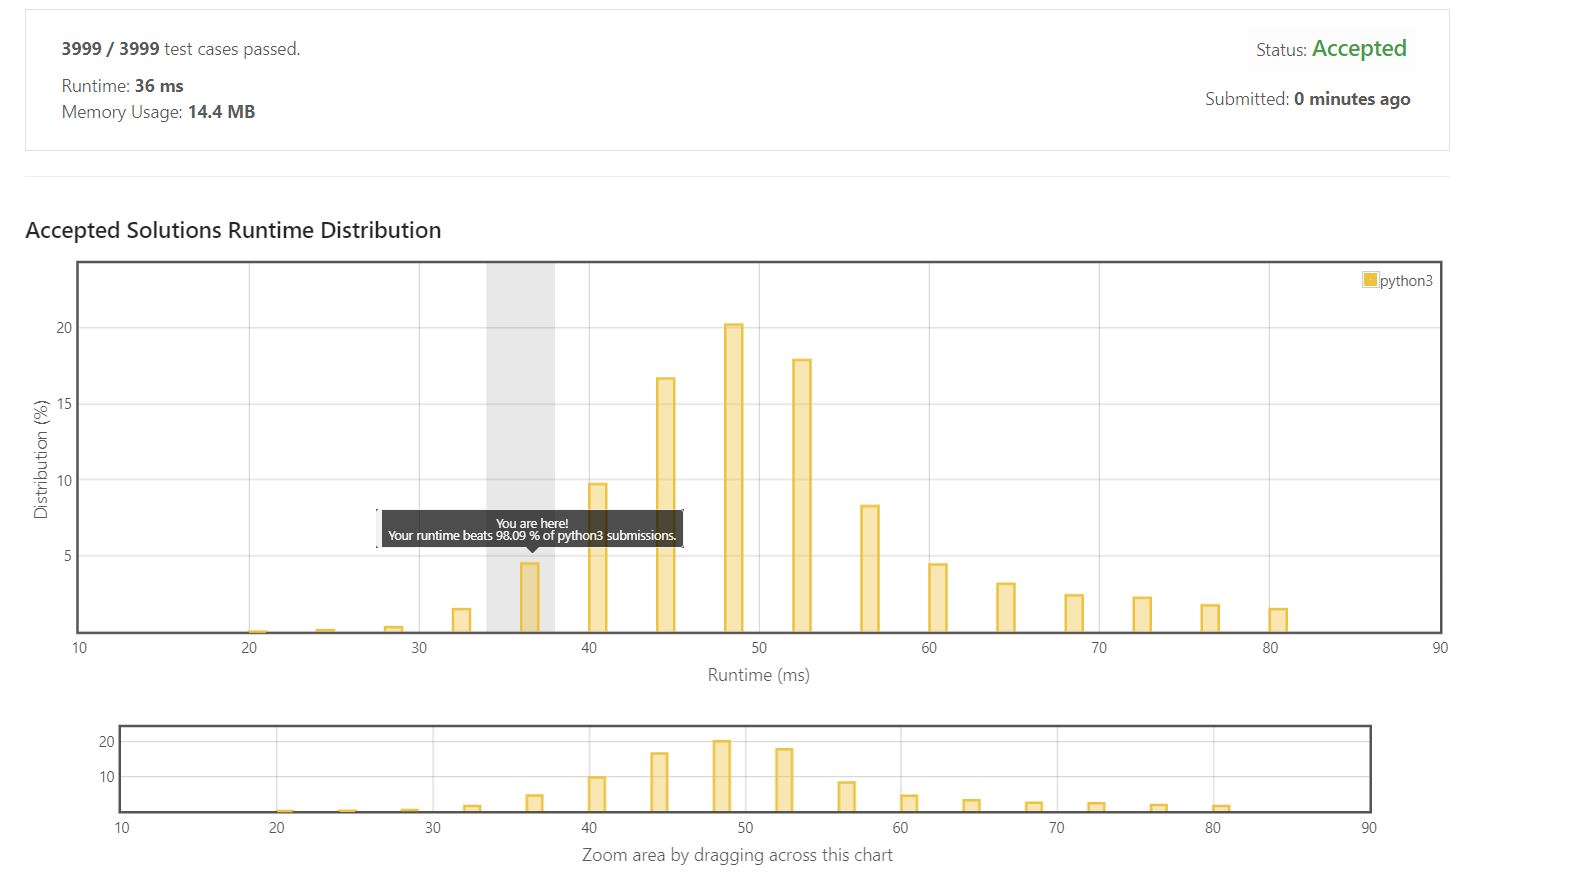 3999 / 3999 test cases passed.
Status: Accepted
Runtime: 36 ms
Memory Usage: 14.4 MB
Submitted: 0 minutes ago
Accepted Solutions Runtime Distribution
python3
20
15
10
5
Distribution (%)
You are here!
Your runtime beats 98.09 % of python3 submissions.
10 20 30 40 50 60 70 80 90
Runtime (ms)
20
10
10 20 30 40 50 60 70 80 90
Zoom area by dragging across this chart